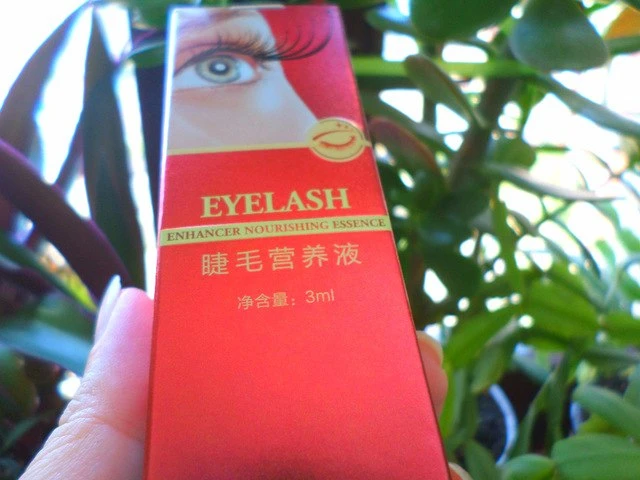 EYELASH
ENHANCER NOURISHING ESSENCE
睫毛营养液
净含量：3ml